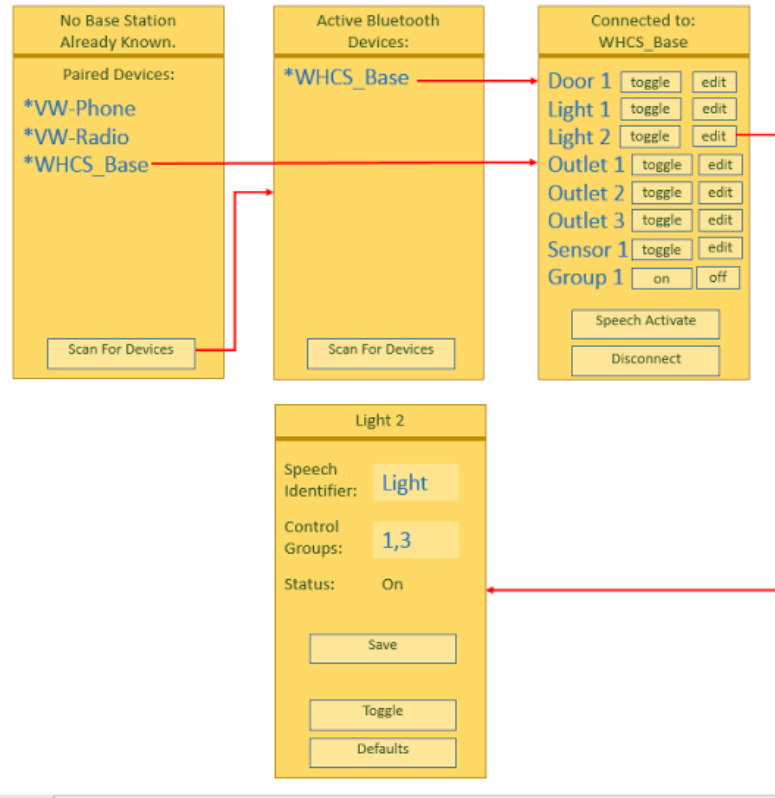 No Base Station
Already Known.
Paired Devices:
*VW-Phone
*VW-Radio
*WHCS_Base
Scan For Devices
Active Bluetooth
Devices:
*WHCS_Base
Scan For Devices
Connected to:
WHCS_Base
Door 1 toggle edit
Light 1 toggle edit
Light 2 toggle edit
Outlet 1 toggle edit
Outlet 2 toggle edit
Outlet 3 toggle edit
Sensor 1 toggle edit
Group 1 on off
Speech Activate
Disconnect
Light 2
Speech
Identifier: Light
Control
Groups: 1,3
Status: On
Save
Toggle
Defaults